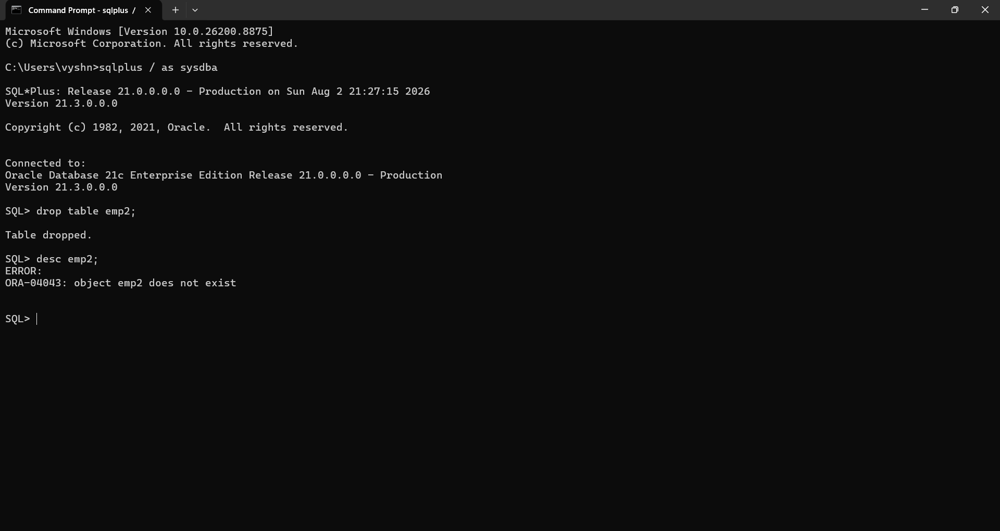 Command Prompt - sqlplus /
Microsoft Windows [Version 10.0.26200.8875]
(c) Microsoft Corporation. All rights reserved.
C:\Users\vyshn>sqlplus / as sysdba
SQL*Plus: Release 21.0.0.0.0 - Production on Sun Aug 2 21:27:15 2026
Version 21.3.0.0.0
Copyright (c) 1982, 2021, Oracle.  All rights reserved.
Connected to:
Oracle Database 21c Enterprise Edition Release 21.0.0.0.0 - Production
Version 21.3.0.0.0
SQL> drop table emp2;
Table dropped.
SQL> desc emp2;
ERROR:
ORA-04043: object emp2 does not exist
SQL>